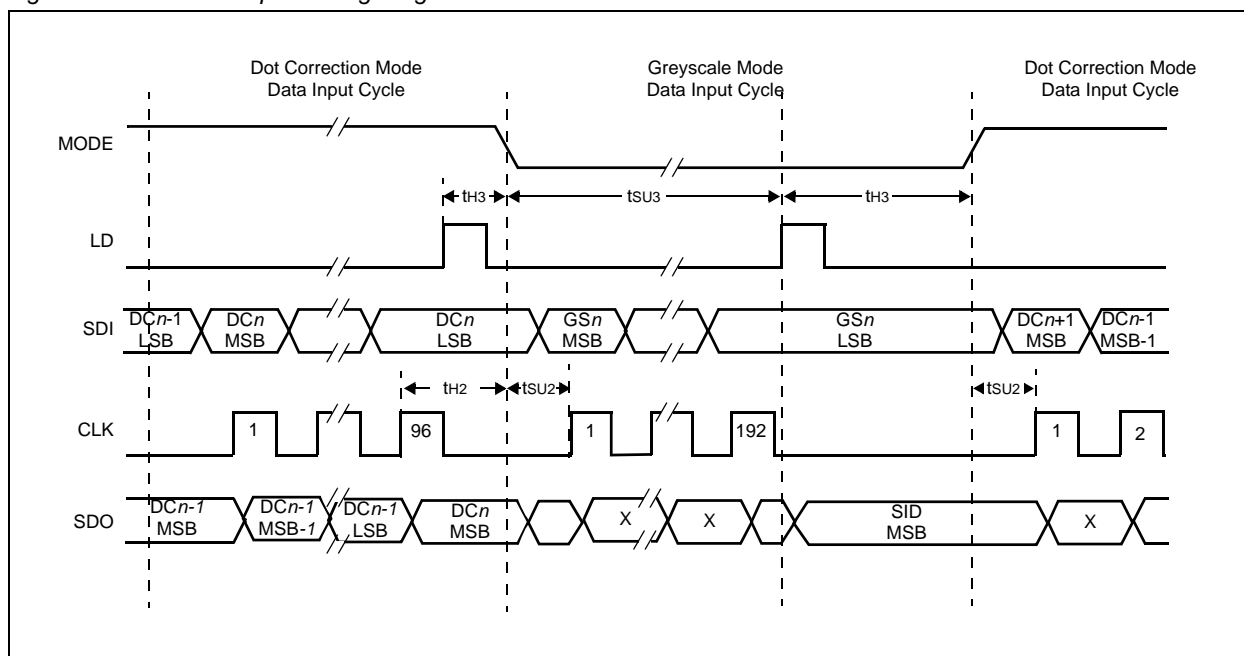 Dot Correction Mode
Data Input Cycle
Greyscale Mode
Data Input Cycle
Dot Correction Mode
Data Input Cycle
MODE
tH3
tSU3
tH3
LD
SDI
DCn-1
LSB
DCn
MSB
DCn
LSB
GSn
MSB
GSn
LSB
DCn+1
MSB
DCn-1
MSB-1
tH2
tSU2
tSU2
CLK
1
96
1
192
1
2
SDO
DCn-1
MSB
DCn-1
MSB-1
DCn-1
LSB
DCn
MSB
X
X
SID
MSB
X